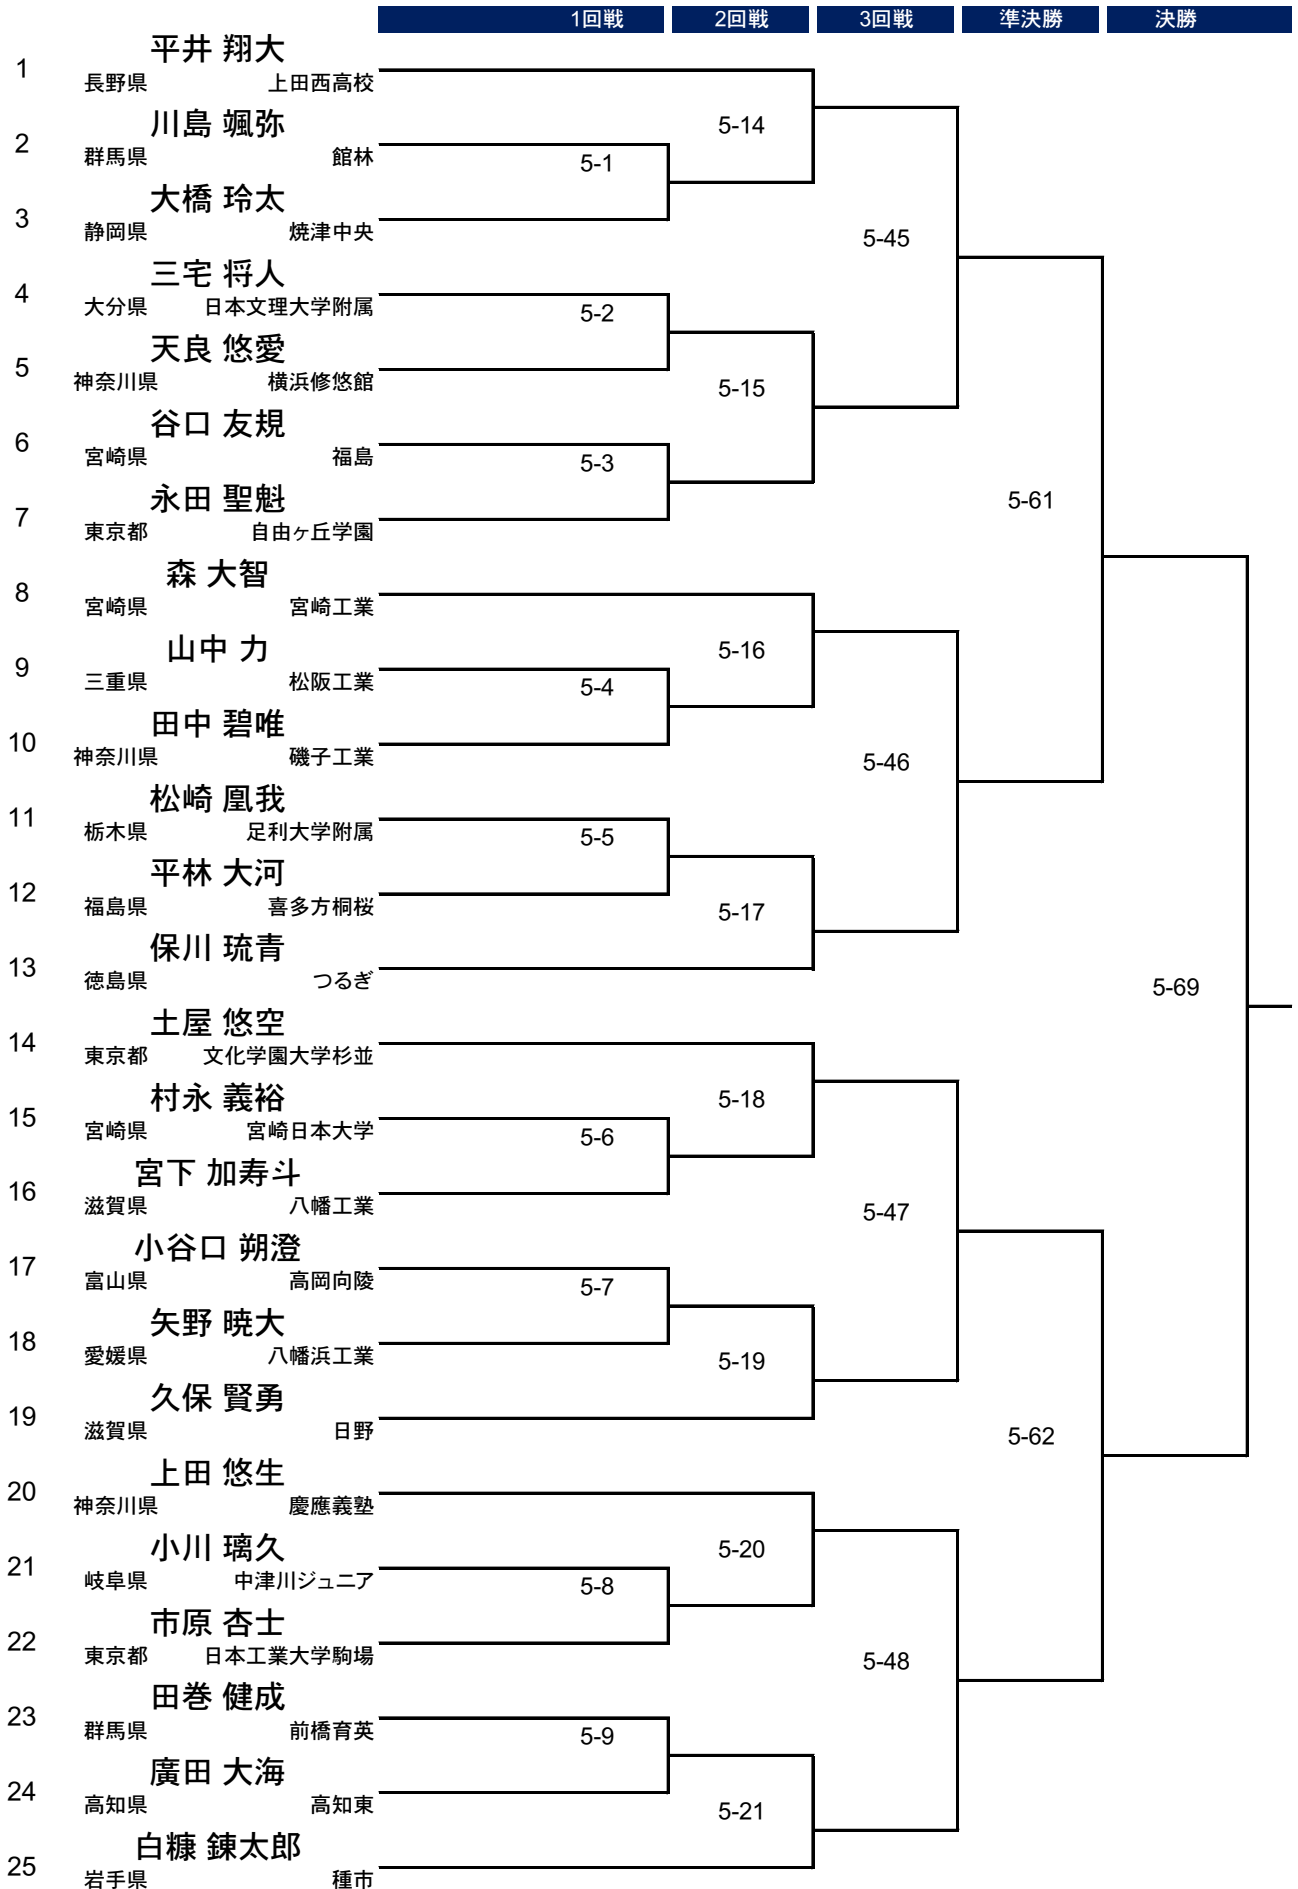 1回戦 2回戦 3回戦 準決勝 決勝
平井 翔大
1
長野県 上田西高校
川島 颯弥
5-14
2
群馬県 館林
5-1
大橋 玲太
3
静岡県 焼津中央
5-45
三宅 将人
4
大分県 日本文理大学附属
5-2
天良 悠愛
5
神奈川県 横浜修悠館
5-15
谷口 友規
6
宮崎県 福島
5-3
永田 聖魁
5-61
7
東京都 自由ヶ丘学園
森 大智
8
宮崎県 宮崎工業
山中 力
5-16
9
三重県 松阪工業
5-4
田中 碧唯
10
神奈川県 磯子工業
5-46
松崎 凰我
11
栃木県 足利大学附属
5-5
平林 大河
12
福島県 喜多方桐桜
5-17
保川 琉青
13
徳島県 つるぎ
5-69
土屋 悠空
14
東京都 文化学園大学杉並
村永 義裕
5-18
15
宮崎県 宮崎日本大学
5-6
宮下 加寿斗
16
滋賀県 八幡工業
5-47
小谷口 朔澄
17
富山県 高岡向陵
5-7
矢野 暁大
18
愛媛県 八幡浜工業
5-19
久保 賢勇
19
滋賀県 日野
5-62
上田 悠生
20
神奈川県 慶應義塾
小川 璃久
5-20
21
岐阜県 中津川ジュニア
5-8
市原 杏士
22
東京都 日本工業大学駒場
5-48
田巻 健成
23
群馬県 前橋育英
5-9
廣田 大海
24
高知県 高知東
5-21
白糠 錬太郎
25
岩手県 種市